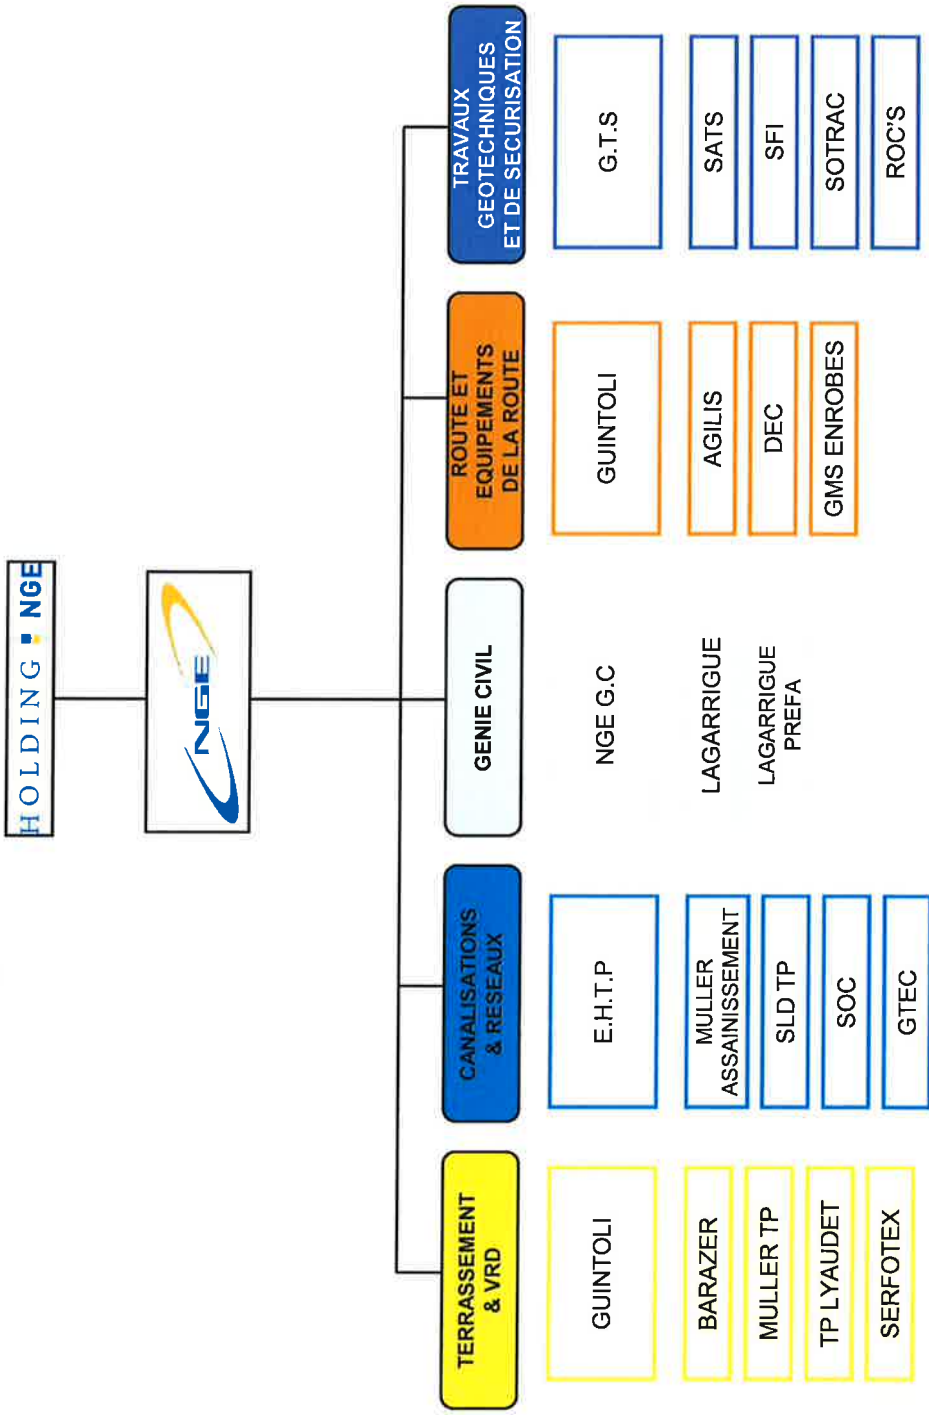 HOLDING NGE
NGE
TERRASSEMENT
& VRD
GUINTOLI
BARAZER
MULLER TP
TP LYAUDET
SERFOTEX
CANALISATIONS
& RESEAUX
E.H.T.P
MULLER
ASSAINISSEMENT
SLD TP
SOC
GTEC
GENIE CIVIL
NGE G.C
LAGARRIGUE
LAGARRIGUE
PREFA
ROUTE ET
EQUIPEMENTS
DE LA ROUTE
GUINTOLI
AGILIS
DEC
GMS ENROBES
TRAVAUX
GEOTECHNIQUES
ET DE SECURISATION
G.T.S
SATS
SFI
SOTRAC
ROC'S